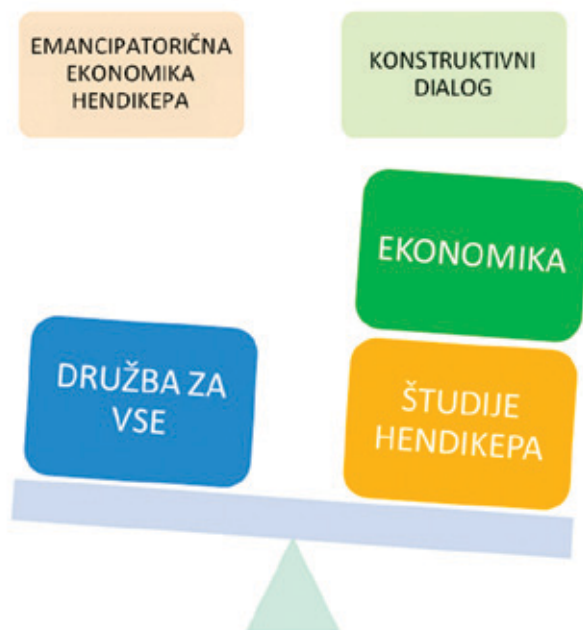 EMANCIPATORIČNA
EKONOMIKA
HENDIKEPA
KONSTRUKTIVNI
DIALOG
EKONOMIKA
DRUŽBA ZA
VSE
ŠTUDIJE
HENDIKEPA